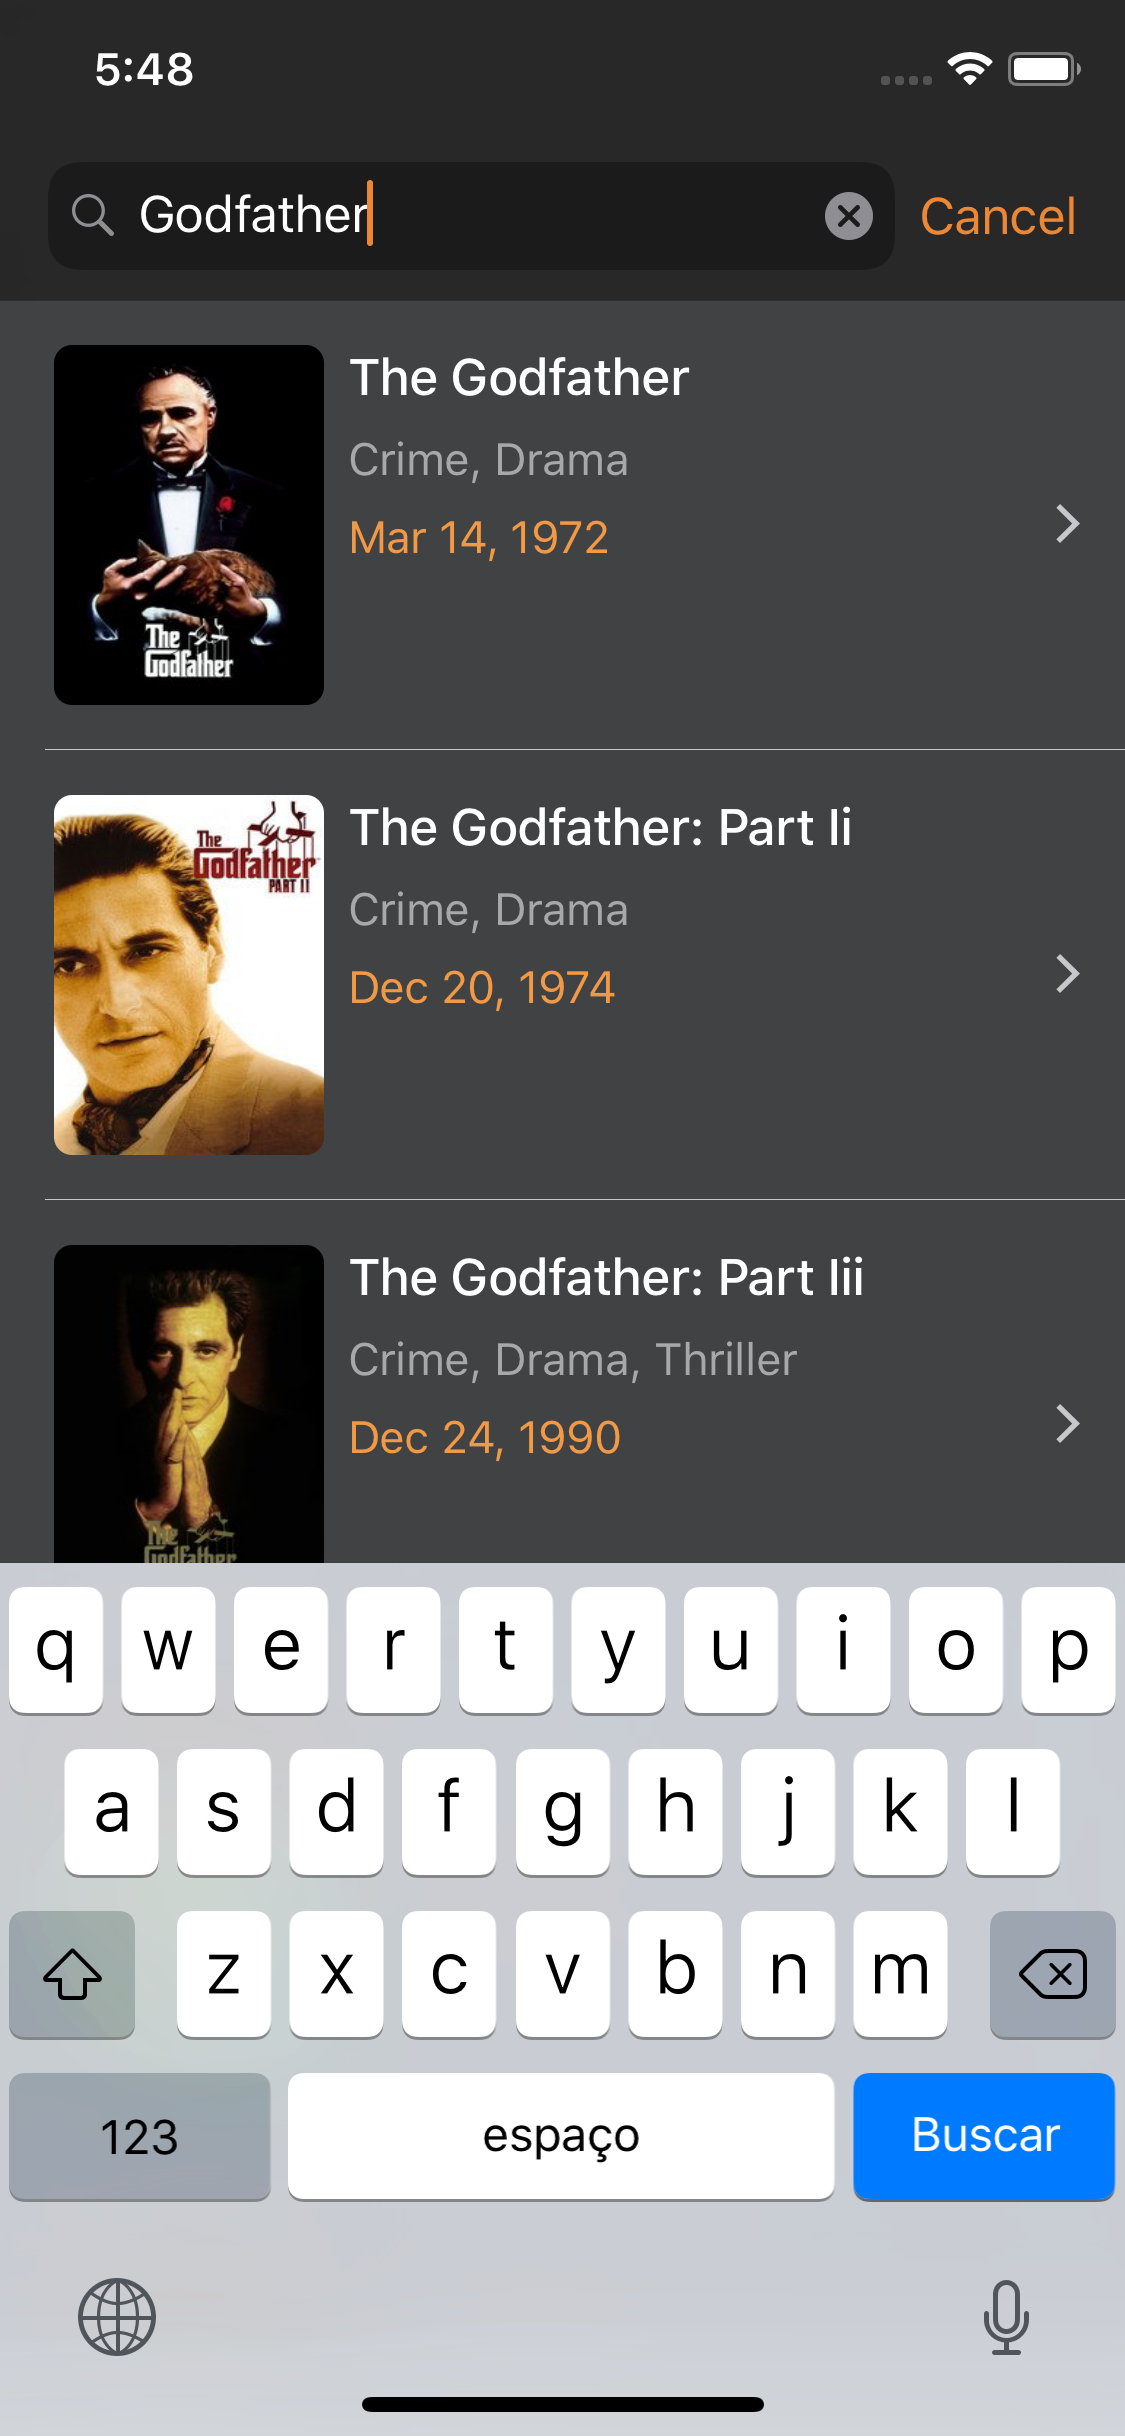 5:48
Godfather
Cancel
The Godfather
Crime, Drama
Mar 14, 1972
The
Godfather
The Godfather: Part Ii
Crime, Drama
Dec 20, 1974
The
Godfather
PART II
The Godfather: Part Iii
Crime, Drama, Thriller
Dec 24, 1990
The
Godfather
q w e r t y u i o p
a s d f g h j k l
z x c v b n m
123 espaço Buscar